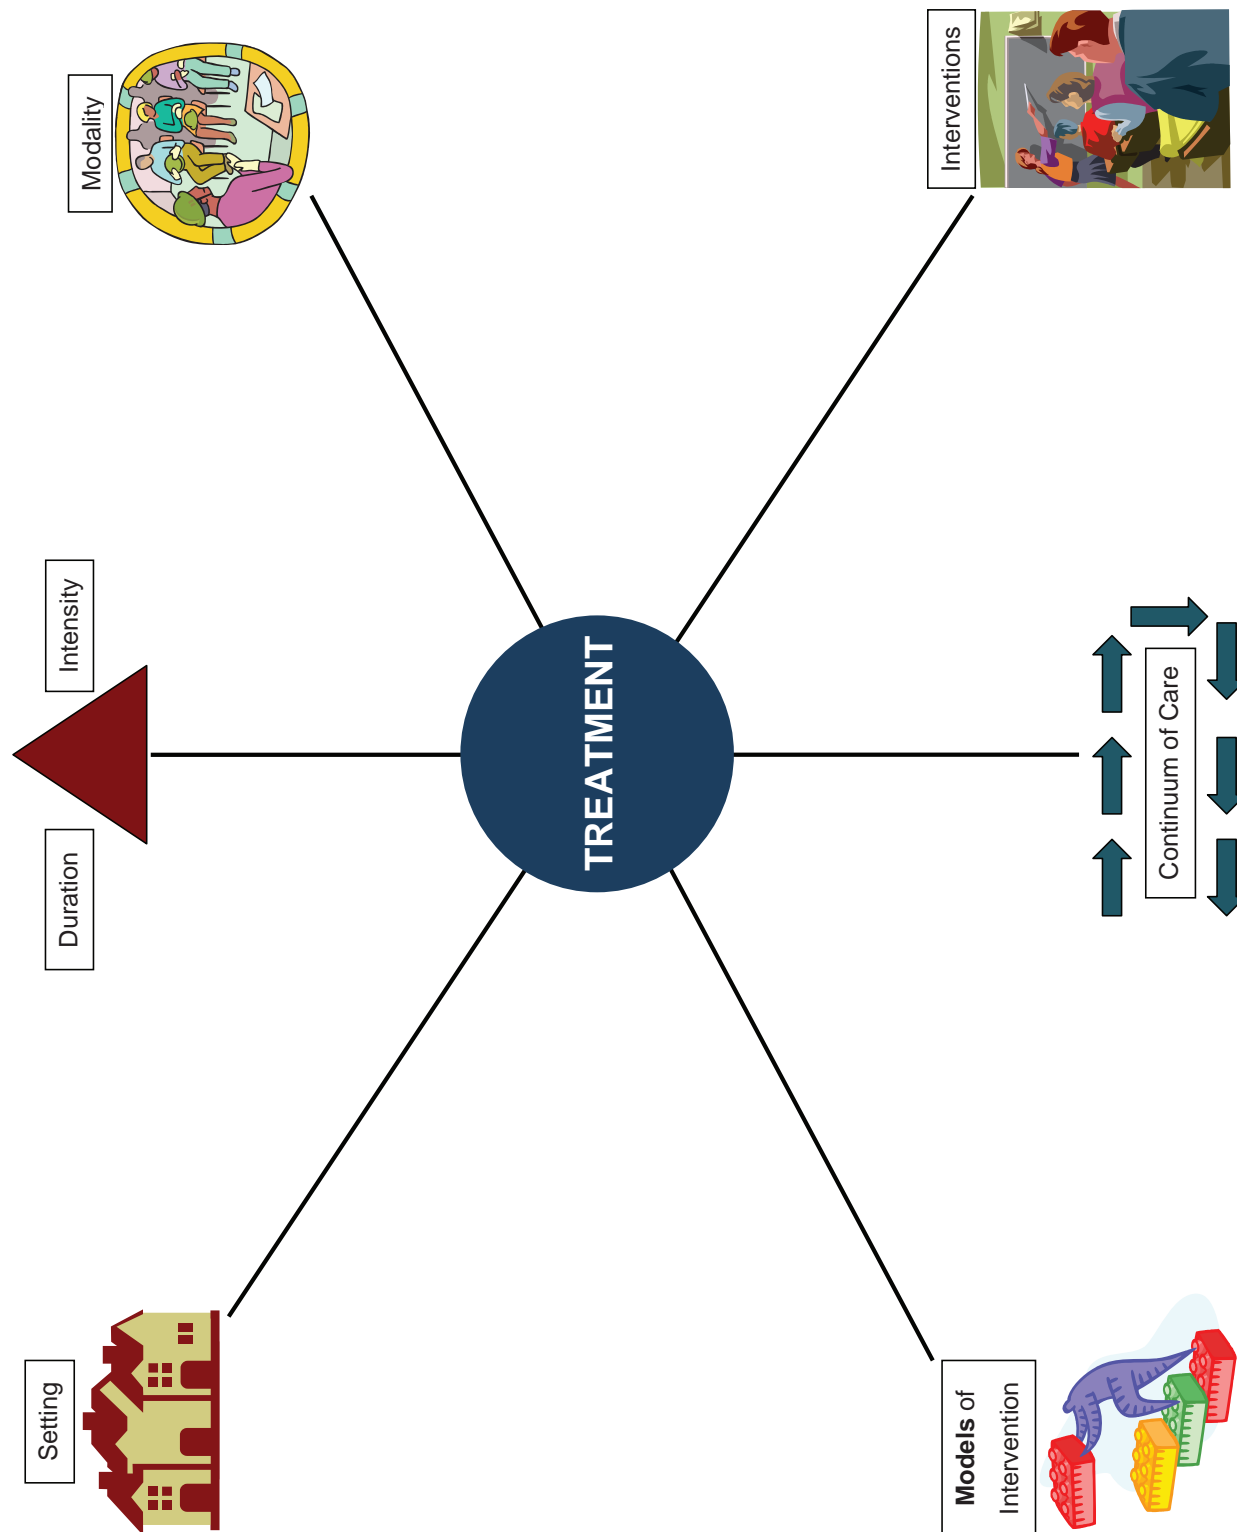 Setting
Duration
Intensity
Modality
TREATMENT
Models of
Intervention
Continuum of Care
Interventions